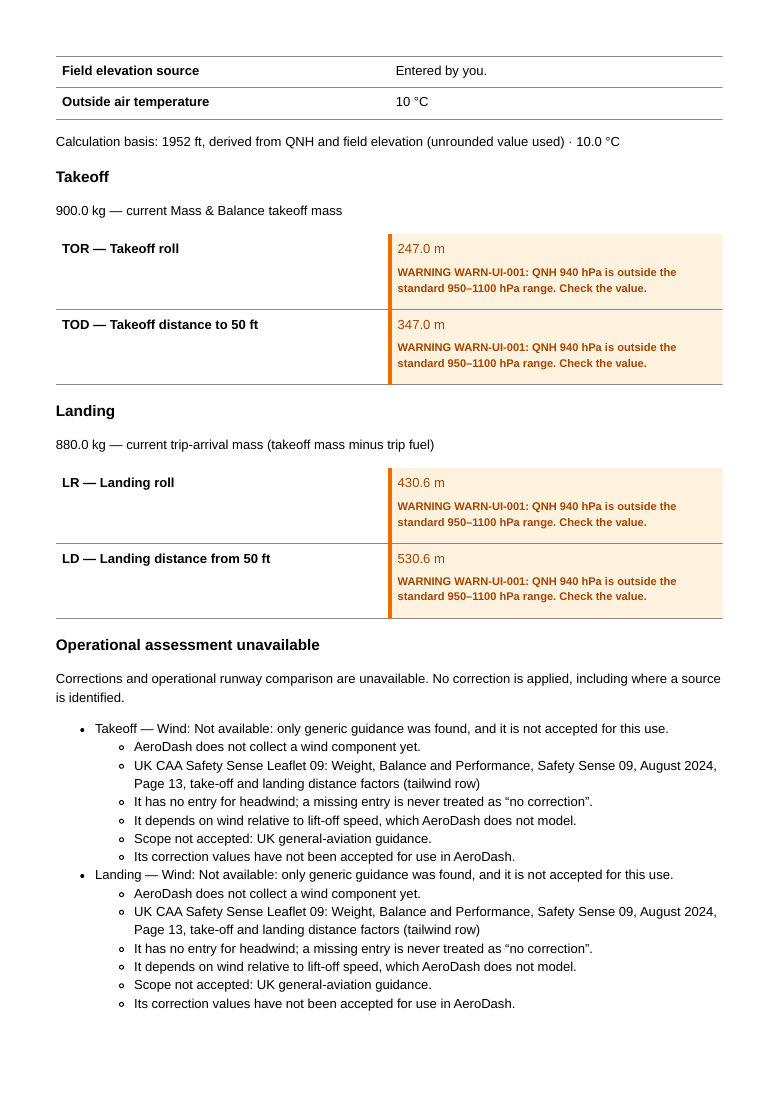 Field elevation source Entered by you.
Outside air temperature 10 °C
Calculation basis: 1952 ft, derived from QNH and field elevation (unrounded value used) · 10.0 °C
Takeoff
900.0 kg — current Mass & Balance takeoff mass
TOR — Takeoff roll 247.0 m
WARNING WARN-UI-001: QNH 940 hPa is outside the
standard 950–1100 hPa range. Check the value.
TOD — Takeoff distance to 50 ft 347.0 m
WARNING WARN-UI-001: QNH 940 hPa is outside the
standard 950–1100 hPa range. Check the value.
Landing
880.0 kg — current trip-arrival mass (takeoff mass minus trip fuel)
LR — Landing roll 430.6 m
WARNING WARN-UI-001: QNH 940 hPa is outside the
standard 950–1100 hPa range. Check the value.
LD — Landing distance from 50 ft 530.6 m
WARNING WARN-UI-001: QNH 940 hPa is outside the
standard 950–1100 hPa range. Check the value.
Operational assessment unavailable
Corrections and operational runway comparison are unavailable. No correction is applied, including where a source
is identified.
• Takeoff — Wind: Not available: only generic guidance was found, and it is not accepted for this use.
◦ AeroDash does not collect a wind component yet.
◦ UK CAA Safety Sense Leaflet 09: Weight, Balance and Performance, Safety Sense 09, August 2024,
Page 13, take-off and landing distance factors (tailwind row)
◦ It has no entry for headwind; a missing entry is never treated as “no correction”.
◦ It depends on wind relative to lift-off speed, which AeroDash does not model.
◦ Scope not accepted: UK general-aviation guidance.
◦ Its correction values have not been accepted for use in AeroDash.
• Landing — Wind: Not available: only generic guidance was found, and it is not accepted for this use.
◦ AeroDash does not collect a wind component yet.
◦ UK CAA Safety Sense Leaflet 09: Weight, Balance and Performance, Safety Sense 09, August 2024,
Page 13, take-off and landing distance factors (tailwind row)
◦ It has no entry for headwind; a missing entry is never treated as “no correction”.
◦ It depends on wind relative to lift-off speed, which AeroDash does not model.
◦ Scope not accepted: UK general-aviation guidance.
◦ Its correction values have not been accepted for use in AeroDash.